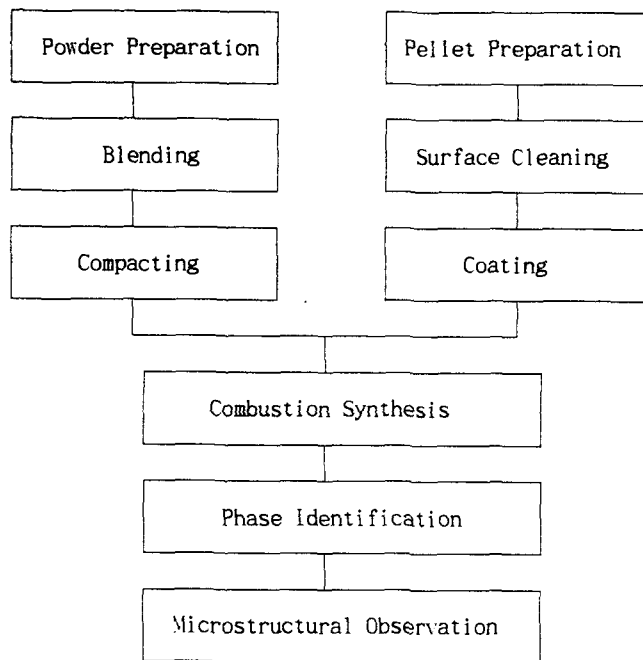 Powder Preparation
Pellet Preparation
Blending
Surface Cleaning
Compacting
Coating
Combustion Synthesis
Phase Identification
Microstructural Observation